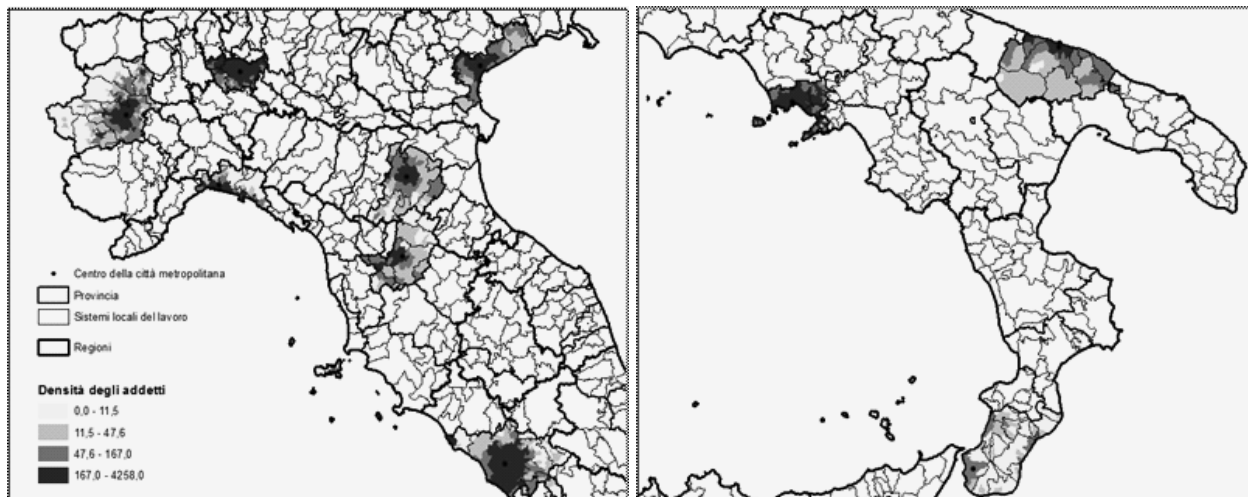 Centro della città metropolitana
Provincia
Sistemi locali del lavoro
Regioni
Densità degli addetti
0,0 - 11,5
11,5 - 47,6
47,6 - 167,0
167,0 - 4258,0